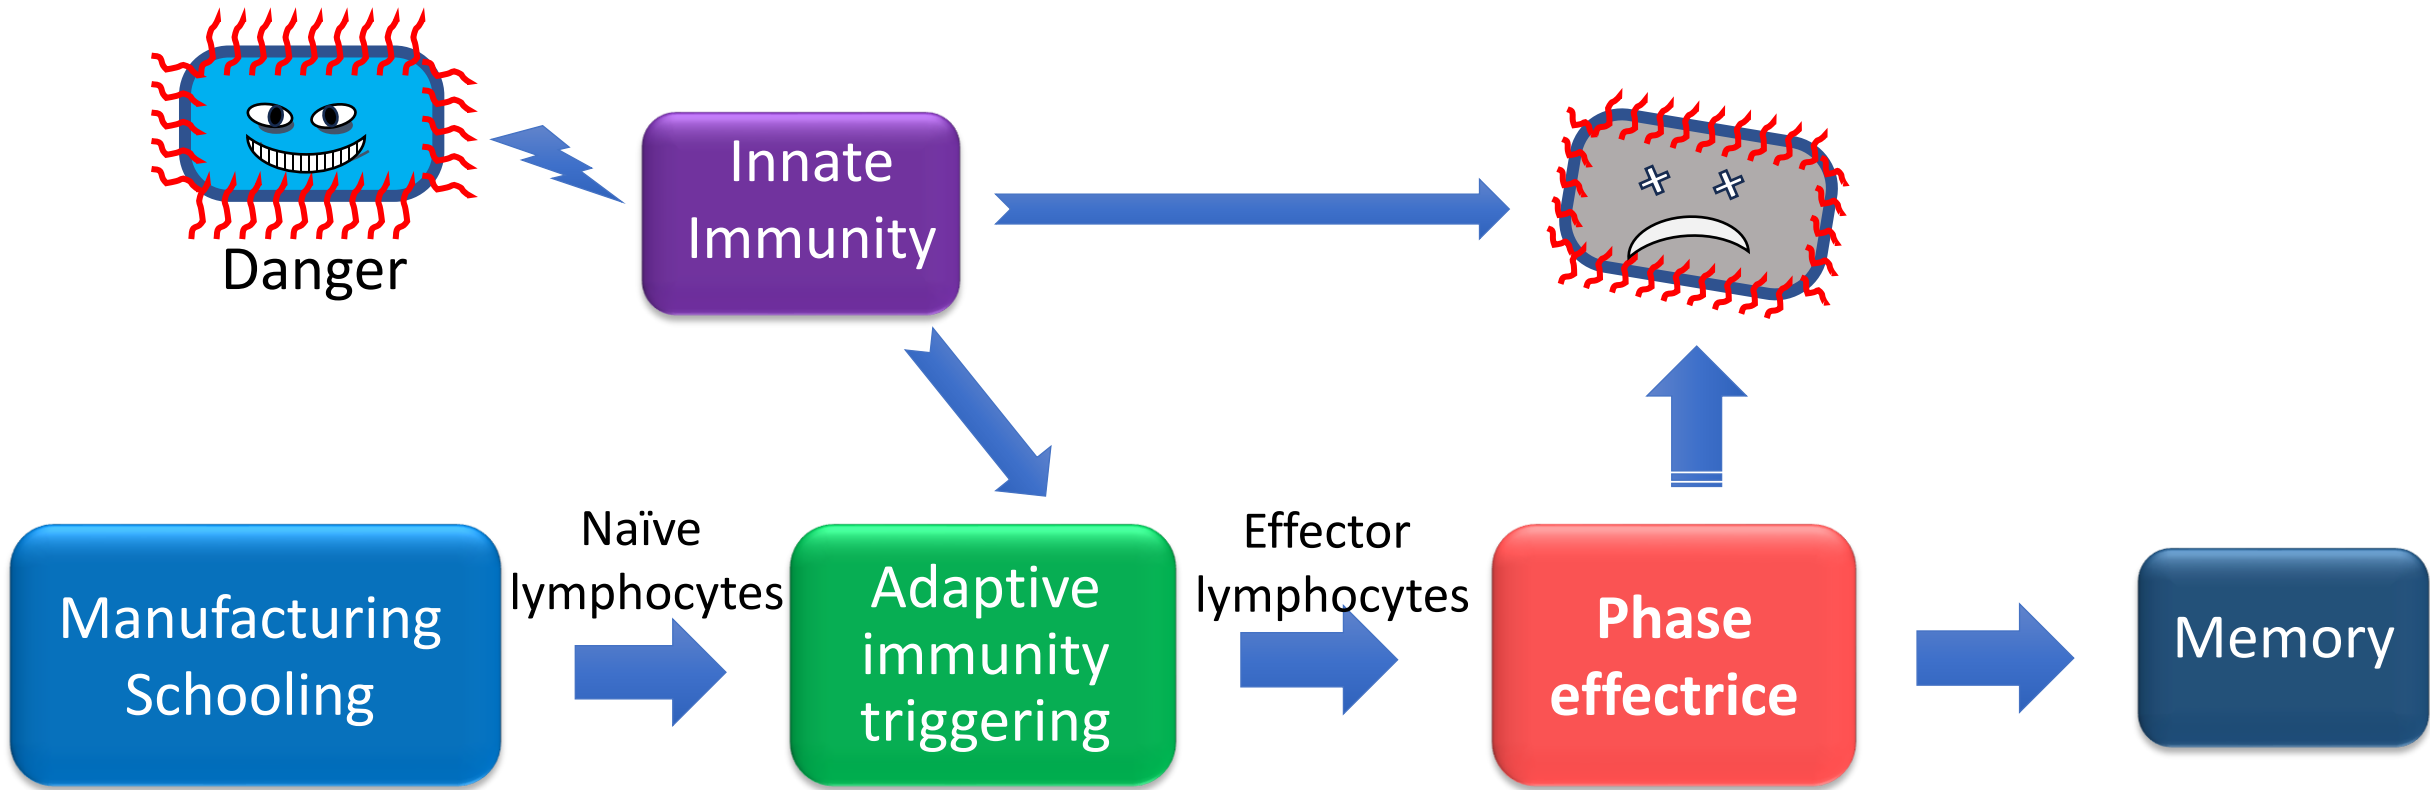 Danger
Innate
Immunity
Manufacturing
Schooling
Naïve
lymphocytes
Adaptive
immunity
triggering
Effector
lymphocytes
Phase
effectrice
Memory